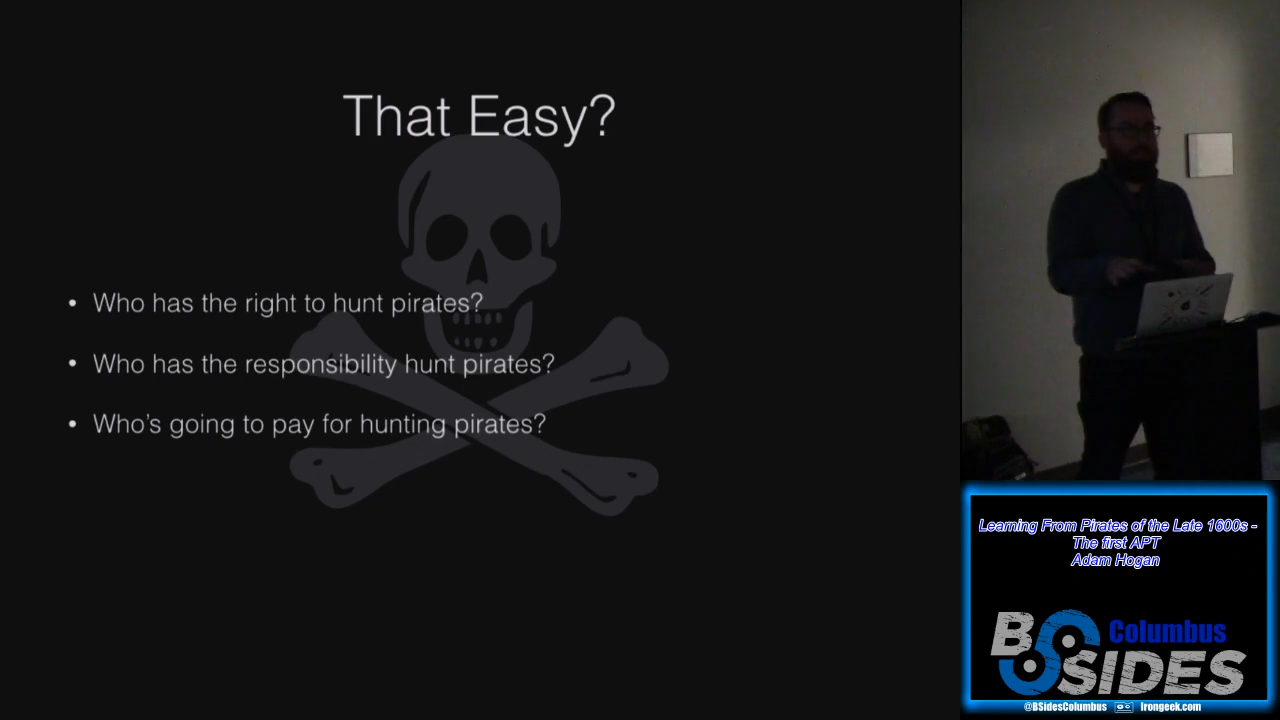 That Easy?
• Who has the right to hunt pirates?
• Who has the responsibility hunt pirates?
• Who's going to pay for hunting pirates?
Learning From Pirates of the Late 1600s -
The first APT
Adam Hogan
BSIDES
Columbus
@BSidesColumbus Irongeek.com